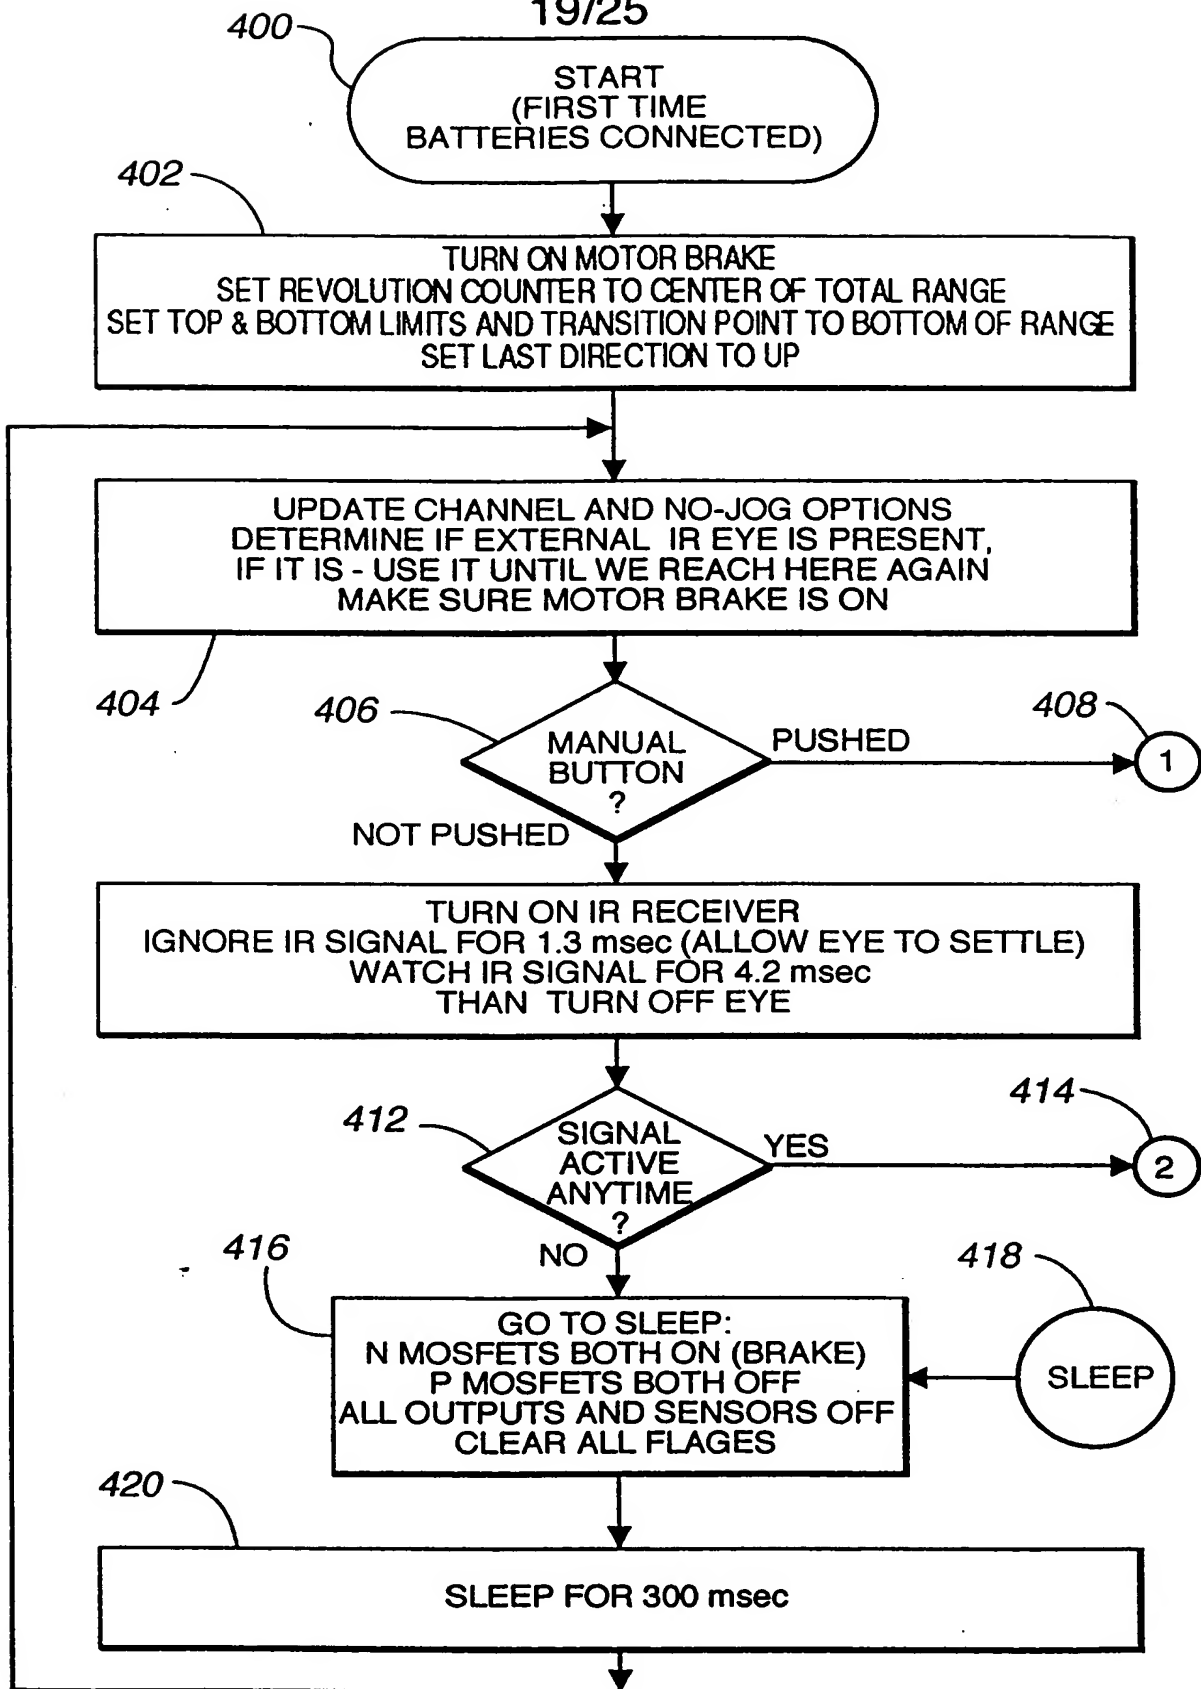 19/25
400
START
(FIRST TIME
BATTERIES CONNECTED)
402
TURN ON MOTOR BRAKE
SET REVOLUTION COUNTER TO CENTER OF TOTAL RANGE
SET TOP & BOTTOM LIMITS AND TRANSITION POINT TO BOTTOM OF RANGE
SET LAST DIRECTION TO UP
UPDATE CHANNEL AND NO-JOG OPTIONS
DETERMINE IF EXTERNAL IR EYE IS PRESENT,
IF IT IS - USE IT UNTIL WE REACH HERE AGAIN
MAKE SURE MOTOR BRAKE IS ON
404
406
MANUAL
BUTTON
?
PUSHED
408
1
NOT PUSHED
TURN ON IR RECEIVER
IGNORE IR SIGNAL FOR 1.3 msec (ALLOW EYE TO SETTLE)
WATCH IR SIGNAL FOR 4.2 msec
THAN TURN OFF EYE
412
SIGNAL
ACTIVE
ANYTIME
?
YES
414
2
NO
416
GO TO SLEEP:
N MOSFETS BOTH ON (BRAKE)
P MOSFETS BOTH OFF
ALL OUTPUTS AND SENSORS OFF
CLEAR ALL FLAGES
418
SLEEP
420
SLEEP FOR 300 msec